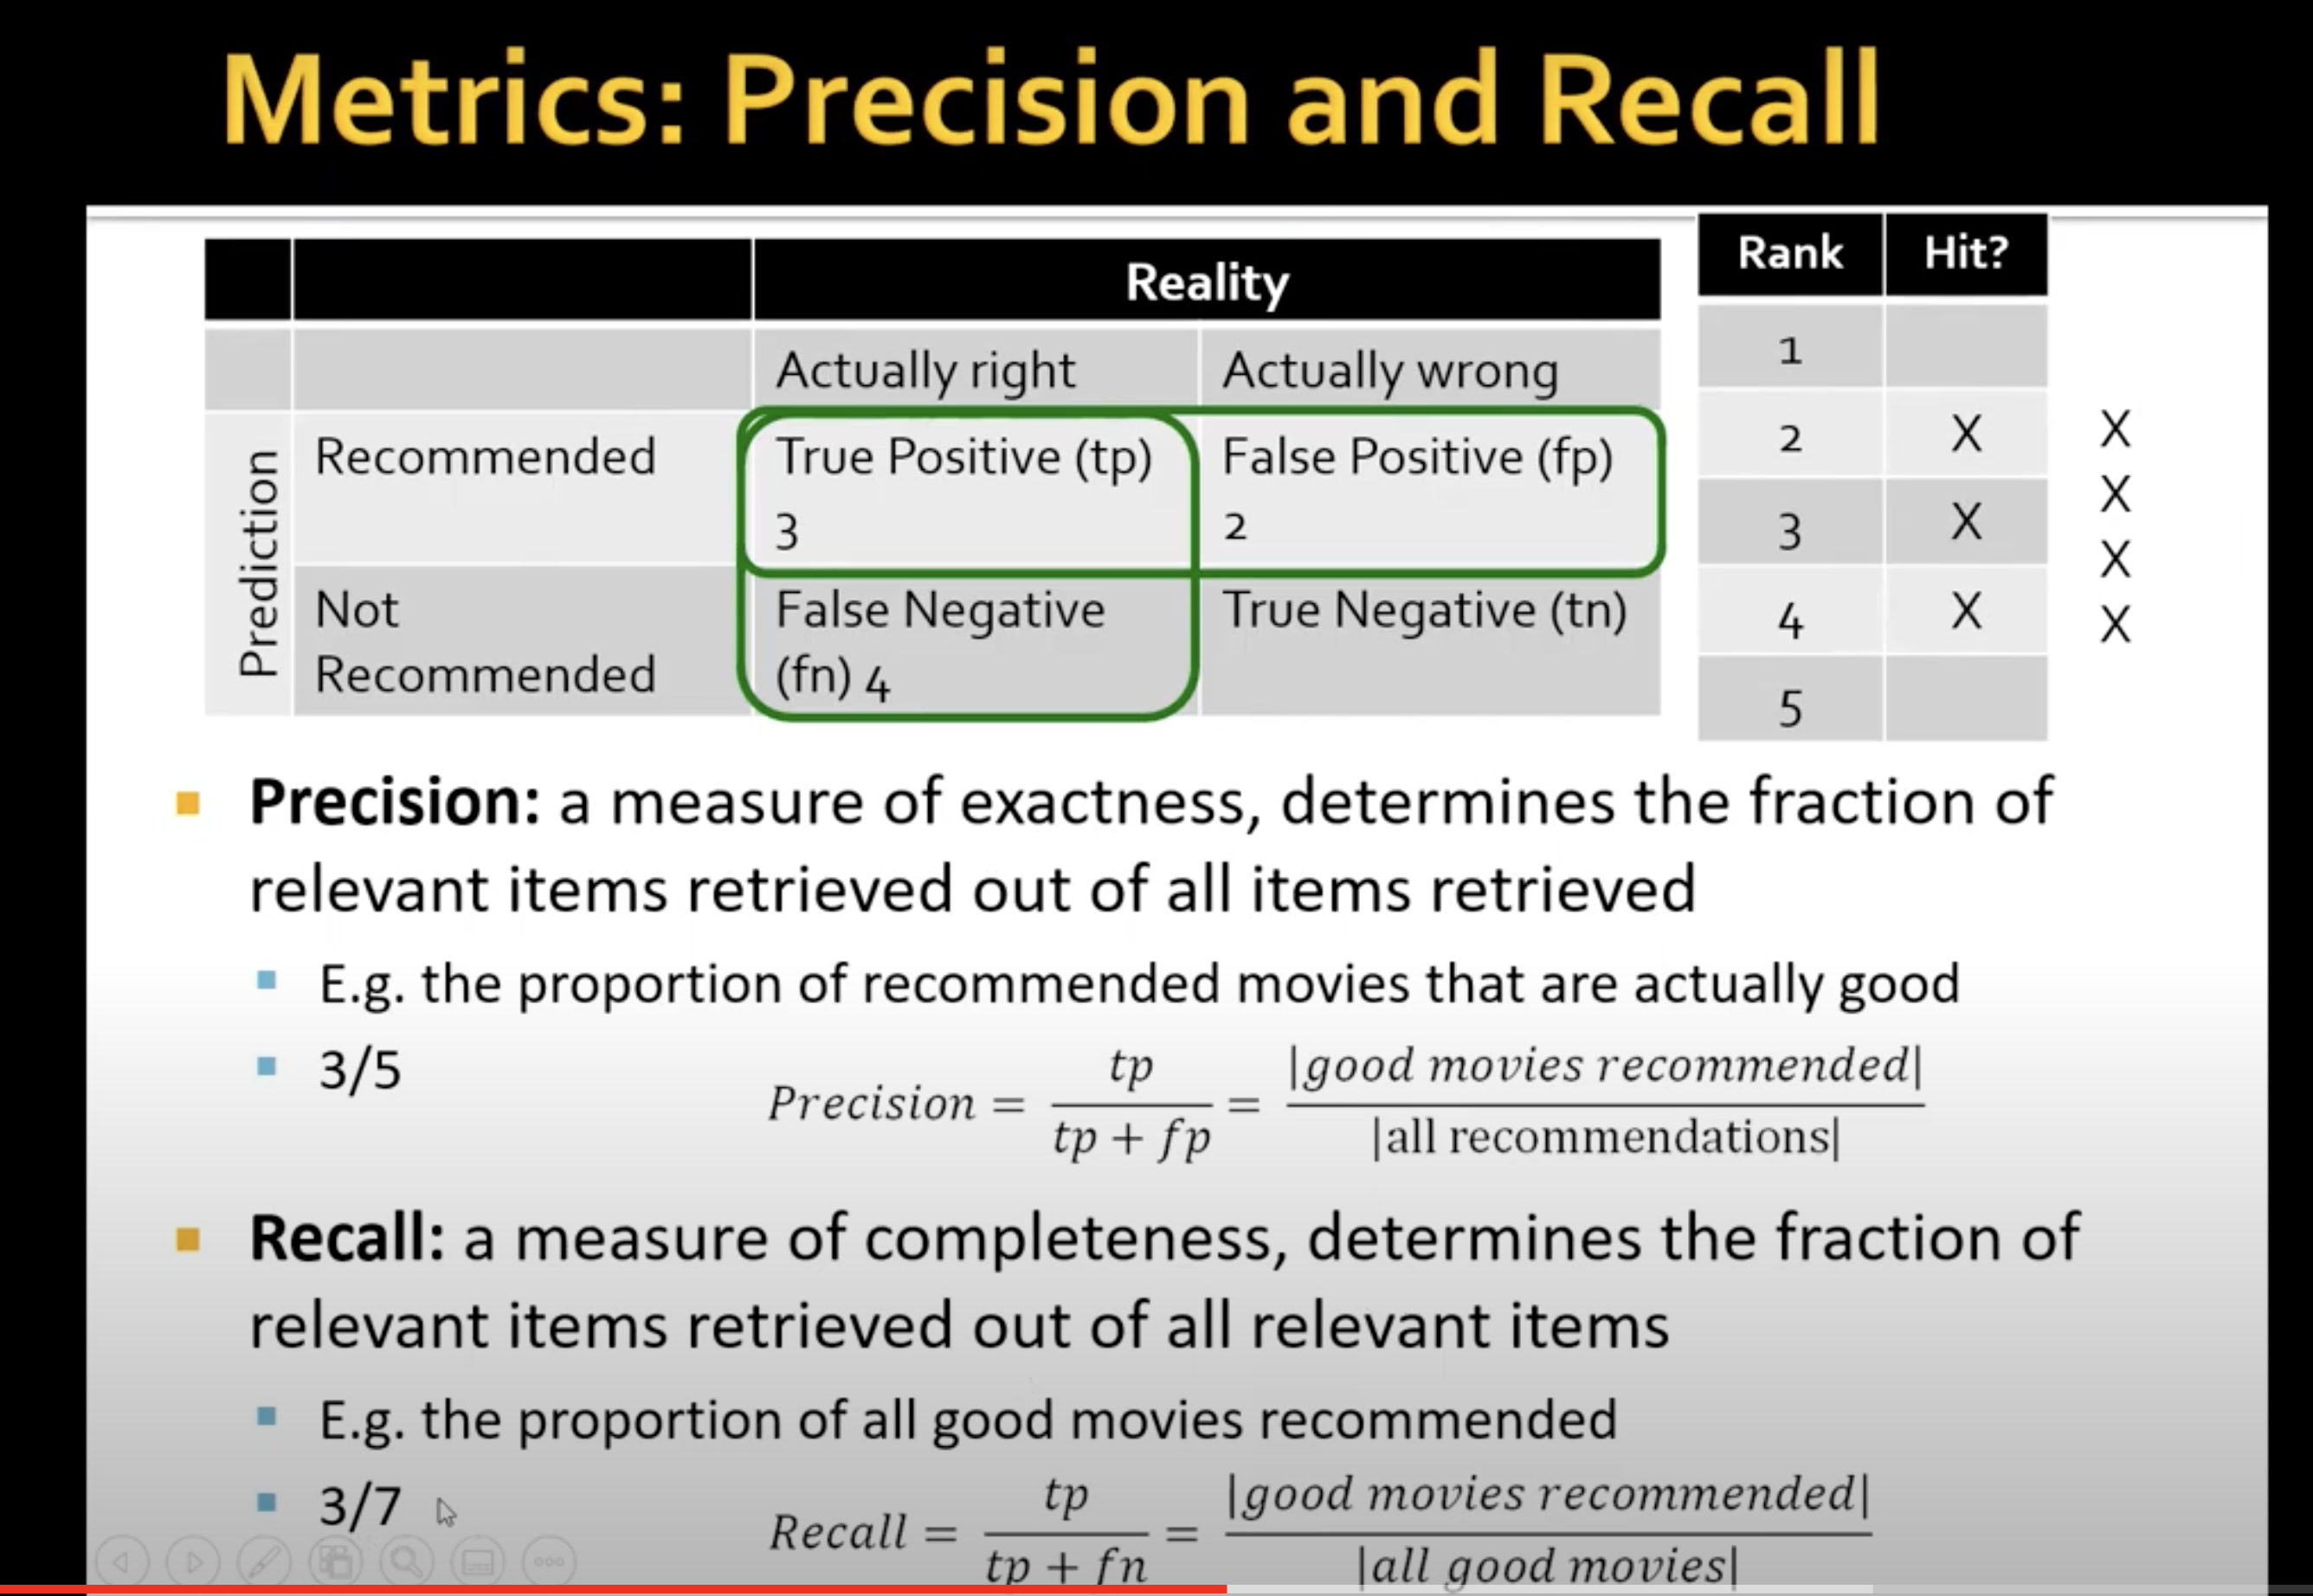 Metrics: Precision and Recall
Reality
Actually right Actually wrong
Prediction
Recommended True Positive (tp) False Positive (fp)
3 2
Not False Negative True Negative (tn)
Recommended (fn) 4
Rank Hit?
1
2 X X
3 X X
4 X X
5 X
Precision: a measure of exactness, determines the fraction of
relevant items retrieved out of all items retrieved
E.g. the proportion of recommended movies that are actually good
3/5
Precision = tp / tp + fp = |good movies recommended| / |all recommendations|
Recall: a measure of completeness, determines the fraction of
relevant items retrieved out of all relevant items
E.g. the proportion of all good movies recommended
3/7
Recall = tp / tp + fn = |good movies recommended| / |all good movies|